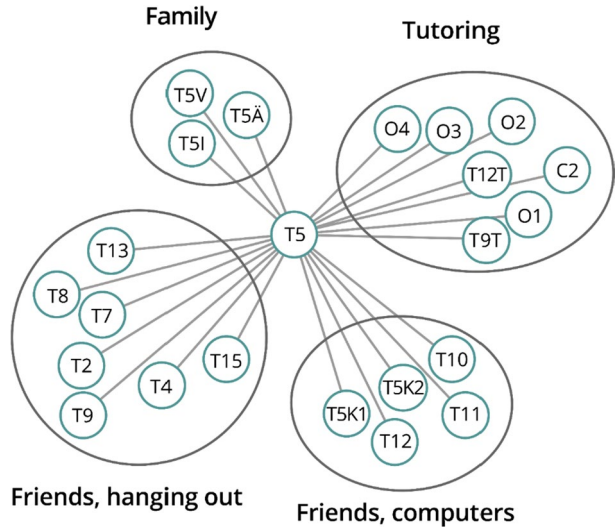 Family
Tutoring
T5V
T5Ä
T5I
O4
O3
O2
T12T
C2
O1
T9T
T5
T13
T8
T7
T2
T15
T4
T9
T10
T5K2
T5K1
T11
T12
Friends, hanging out
Friends, computers